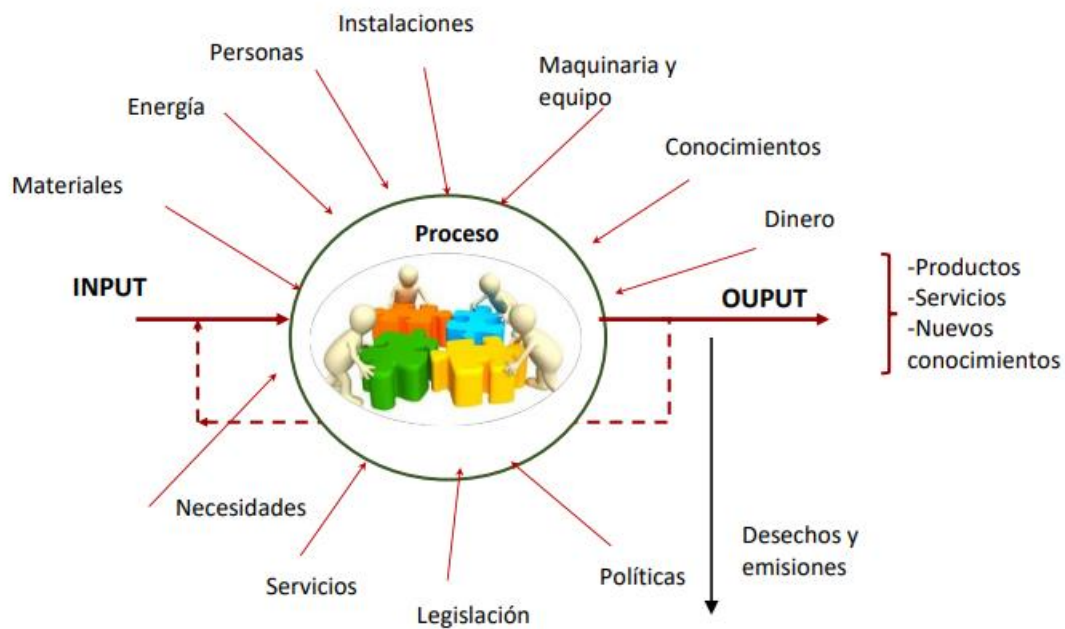 Instalaciones
Personas
Maquinaria y
equipo
Energía
Conocimientos
Materiales
Dinero
Proceso
INPUT
OUPUT
-Productos
-Servicios
-Nuevos
conocimientos
Necesidades
Servicios
Legislación
Políticas
Desechos y
emisiones